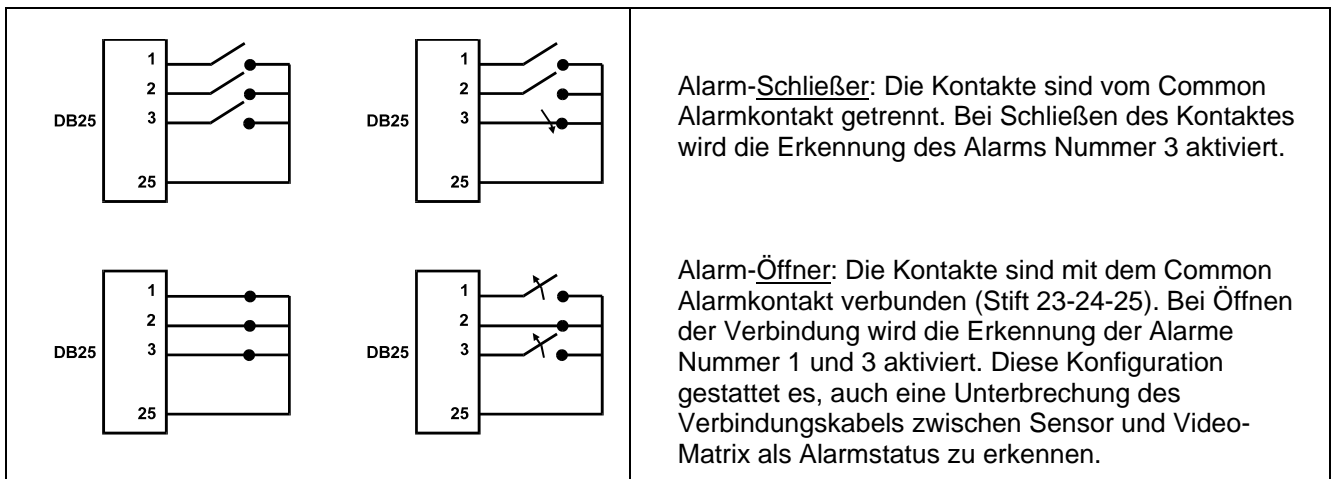 1
2
DB25
3
25
1
2
DB25
3
25
Alarm-Schließer: Die Kontakte sind vom Common
Alarmkontakt getrennt. Bei Schließen des Kontaktes
wird die Erkennung des Alarms Nummer 3 aktiviert.
1
2
DB25
3
25
1
2
DB25
3
25
Alarm-Öffner: Die Kontakte sind mit dem Common
Alarmkontakt verbunden (Stift 23-24-25). Bei Öffnen
der Verbindung wird die Erkennung der Alarme
Nummer 1 und 3 aktiviert. Diese Konfiguration
gestattet es, auch eine Unterbrechung des
Verbindungskabels zwischen Sensor und Video-
Matrix als Alarmstatus zu erkennen.